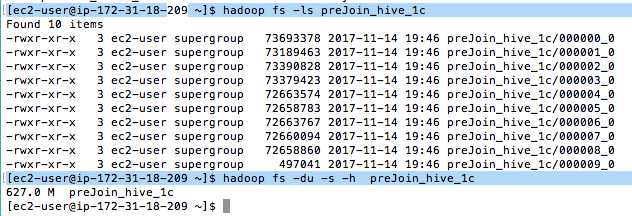 [ec2-user@ip-172-31-18-209 ~]$ hadoop fs -ls preJoin_hive_1c
Found 10 items
-rwxr-xr-x   3 ec2-user supergroup   73693378 2017-11-14 19:46 preJoin_hive_1c/000000_0
-rwxr-xr-x   3 ec2-user supergroup   73189463 2017-11-14 19:46 preJoin_hive_1c/000001_0
-rwxr-xr-x   3 ec2-user supergroup   73390828 2017-11-14 19:46 preJoin_hive_1c/000002_0
-rwxr-xr-x   3 ec2-user supergroup   73379423 2017-11-14 19:46 preJoin_hive_1c/000003_0
-rwxr-xr-x   3 ec2-user supergroup   72663574 2017-11-14 19:46 preJoin_hive_1c/000004_0
-rwxr-xr-x   3 ec2-user supergroup   72658783 2017-11-14 19:46 preJoin_hive_1c/000005_0
-rwxr-xr-x   3 ec2-user supergroup   72663767 2017-11-14 19:46 preJoin_hive_1c/000006_0
-rwxr-xr-x   3 ec2-user supergroup   72660094 2017-11-14 19:46 preJoin_hive_1c/000007_0
-rwxr-xr-x   3 ec2-user supergroup   72658860 2017-11-14 19:46 preJoin_hive_1c/000008_0
-rwxr-xr-x   3 ec2-user supergroup     497041 2017-11-14 19:46 preJoin_hive_1c/000009_0
[ec2-user@ip-172-31-18-209 ~]$ hadoop fs -du -s -h  preJoin_hive_1c
627.0 M  preJoin_hive_1c
[ec2-user@ip-172-31-18-209 ~]$